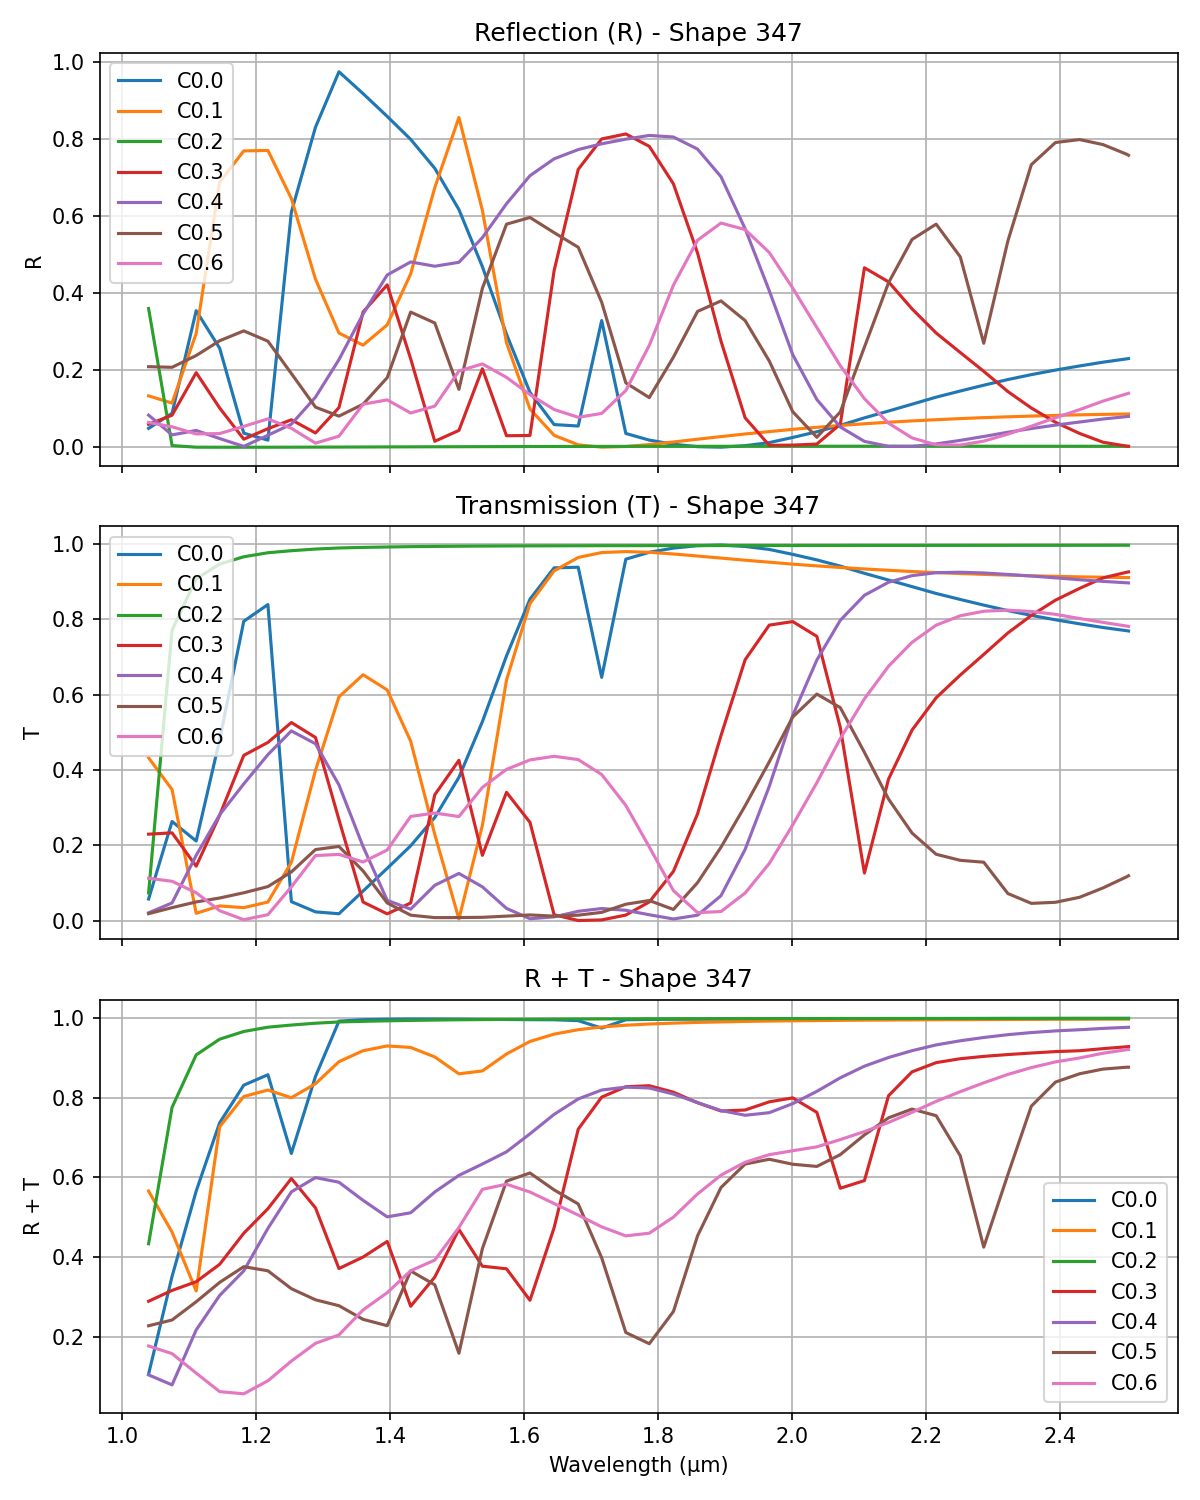 Reflection (R) - Shape 347
1.0
0.8
0.6
0.4
0.2
0.0
R
C0.0
C0.1
C0.2
C0.3
C0.4
C0.5
C0.6
Transmission (T) - Shape 347
1.0
0.8
0.6
0.4
0.2
0.0
T
C0.0
C0.1
C0.2
C0.3
C0.4
C0.5
C0.6
R + T - Shape 347
1.0
0.8
0.6
0.4
0.2
R + T
C0.0
C0.1
C0.2
C0.3
C0.4
C0.5
C0.6
1.0 1.2 1.4 1.6 1.8 2.0 2.2 2.4
Wavelength (μm)